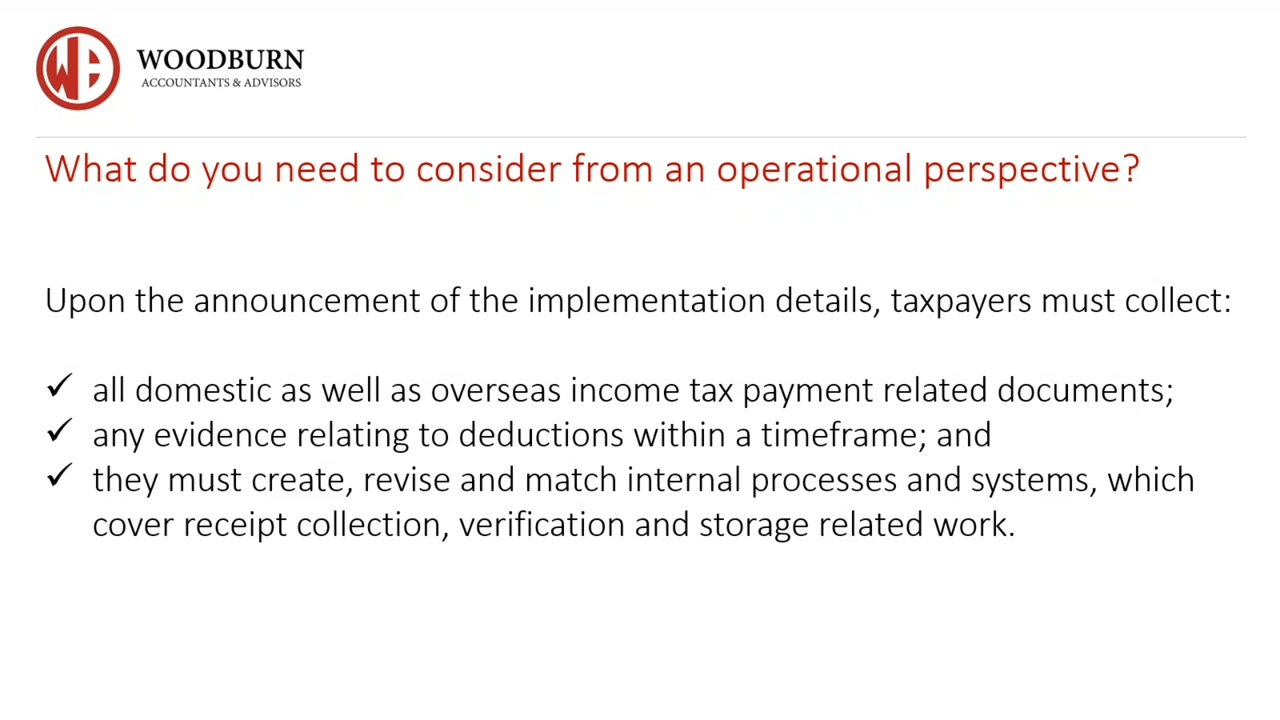 WOODBURN
ACCOUNTANTS & ADVISORS
What do you need to consider from an operational perspective?
Upon the announcement of the implementation details, taxpayers must collect:
✓ all domestic as well as overseas income tax payment related documents;
✓ any evidence relating to deductions within a timeframe; and
✓ they must create, revise and match internal processes and systems, which
cover receipt collection, verification and storage related work.